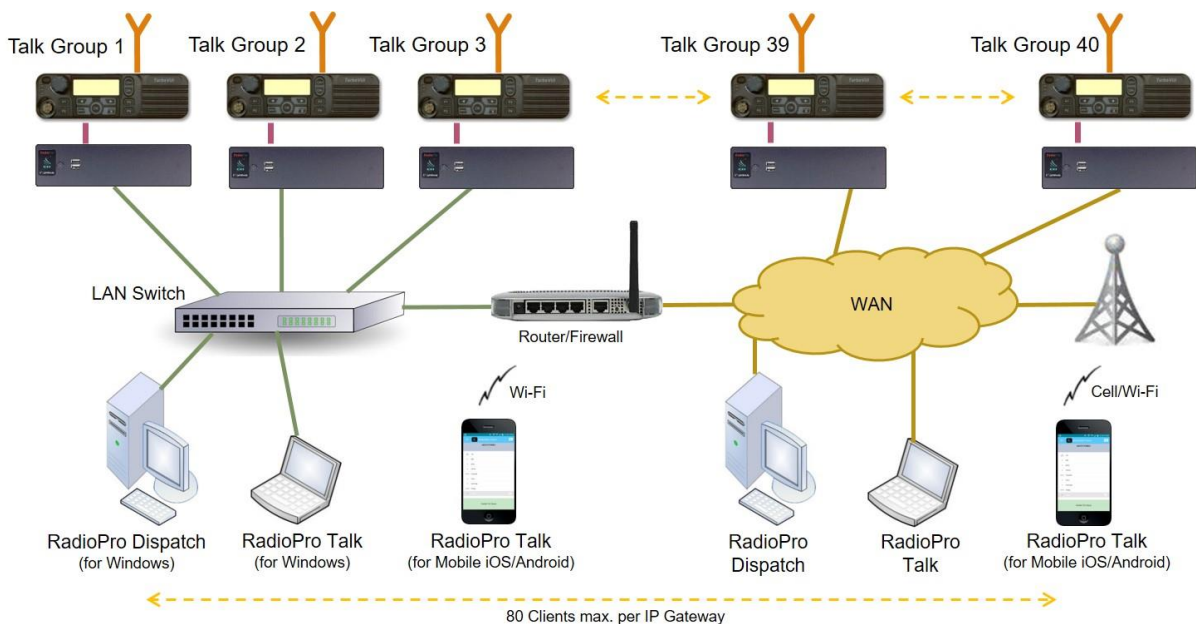 Talk Group 1
Talk Group 2
Talk Group 3
Talk Group 39
Talk Group 40
LAN Switch
Router/Firewall
WAN
Wi-Fi
Cell/Wi-Fi
RadioPro Dispatch
(for Windows)
RadioPro Talk
(for Windows)
RadioPro Talk
(for Mobile iOS/Android)
RadioPro
Dispatch
RadioPro
Talk
RadioPro Talk
(for Mobile iOS/Android)
80 Clients max. per IP Gateway